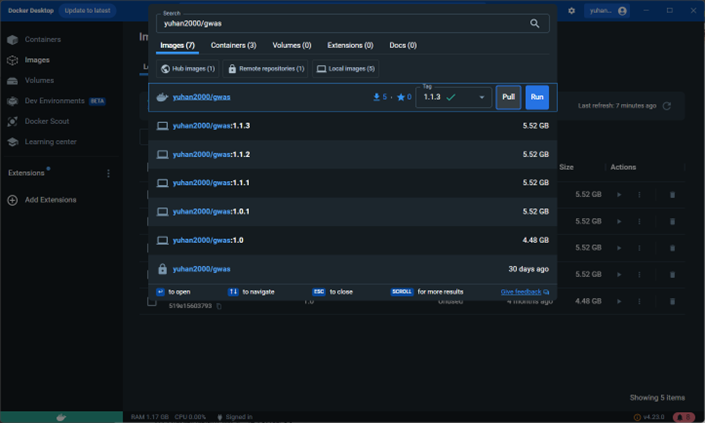 Docker Desktop
Update to latest
yuhan...
Search
yuhan2000/gwas
Images (7)
Containers (3)
Volumes (0)
Extensions (0)
Docs (0)
Hub images (1)
Remote repositories (1)
Local images (5)
yuhan2000/gwas
5 · 0
Tag
1.1.3
Pull
Run
yuhan2000/gwas:1.1.3 5.52 GB
yuhan2000/gwas:1.1.2 5.52 GB
yuhan2000/gwas:1.1.1 5.52 GB
yuhan2000/gwas:1.0.1 5.52 GB
yuhan2000/gwas:1.0 4.48 GB
yuhan2000/gwas 30 days ago
to open
to navigate
ESC to close
SCROLL for more results
Give feedback
Containers
Images
Volumes
Dev Environments BETA
Docker Scout
Learning center
Extensions
Add Extensions
Last refresh: 7 minutes ago
Size
Actions
5.52 GB
5.52 GB
5.52 GB
5.52 GB
1.0 Unused 4 months ago 4.48 GB
Showing 5 items
RAM 1.17 GB CPU 0.00% Signed in
v4.23.0